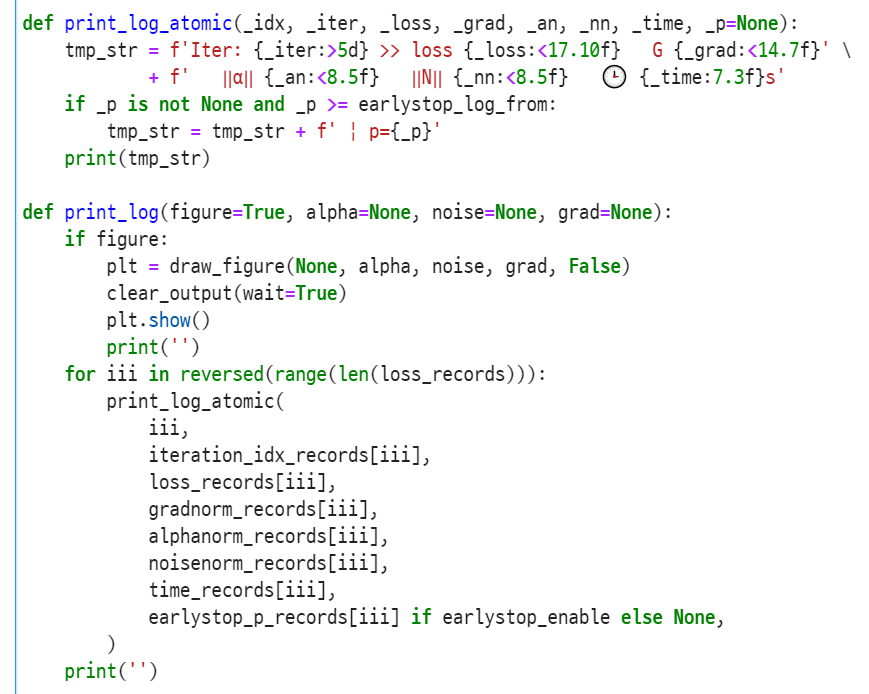 def print_log_atomic(_idx, _iter, _loss, _grad, _an, _nn, _time, _p=None):
    tmp_str = f'Iter: {_iter:>5d} >> loss {_loss:<17.10f}   G {_grad:<14.7f}' \
            + f'   ||α|| {_an:<8.5f}   ||N|| {_nn:<8.5f}   🕒 {_time:7.3f}s'
    if _p is not None and _p >= earlystop_log_from:
        tmp_str = tmp_str + f' ¦ p={_p}'
    print(tmp_str)

def print_log(figure=True, alpha=None, noise=None, grad=None):
    if figure:
        plt = draw_figure(None, alpha, noise, grad, False)
        clear_output(wait=True)
        plt.show()
        print('')
    for iii in reversed(range(len(loss_records))):
        print_log_atomic(
            iii,
            iteration_idx_records[iii],
            loss_records[iii],
            gradnorm_records[iii],
            alphanorm_records[iii],
            noisenorm_records[iii],
            time_records[iii],
            earlystop_p_records[iii] if earlystop_enable else None,
        )
    print('')